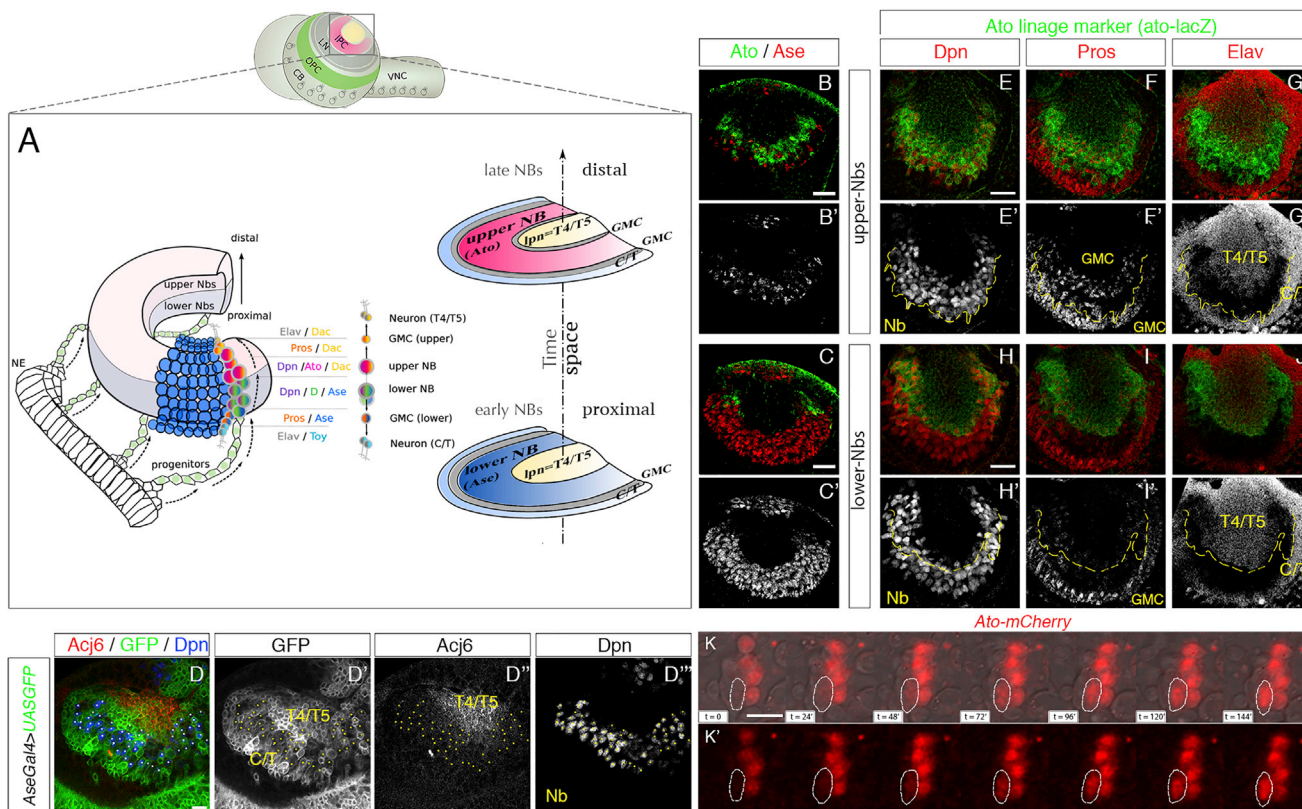 LN
IPC
OPC
CB
VNC
A
distal
upper Nbs
lower Nbs
proximal
NE
progenitors
Elav / Dac
Pros / Dac
Dpn / Ato / Dac
Dpn / D / Ase
Pros / Ase
Elav / Toy
Neuron (T4/T5)
GMC (upper)
upper NB
lower NB
GMC (lower)
Neuron (C/T)
late NBs
distal
upper NB
(Ato)
lpn=T4/T5
GMC
GMC
C/T
Time
space
early NBs
proximal
lower NB
(Ase)
lpn=T4/T5
GMC
C/T
Ato / Ase
B
B'
C
C'
Ato linage marker (ato-lacZ)
Dpn
Pros
Elav
upper-Nbs
E
F
G
E'
Nb
F'
GMC
GMC
G
T4/T5
C/T
lower-Nbs
H
I
J
H'
Nb
I'
GMC
T4/T5
C/T
AseGal4>UASGFP
Acj6 / GFP / Dpn
D
GFP
D'
T4/T5
C/T
Acj6
D''
T4/T5
Dpn
D'''
Nb
Ato-mCherry
K
t = 0
t = 24'
t = 48'
t = 72'
t = 96'
t = 120'
t = 144'
K'